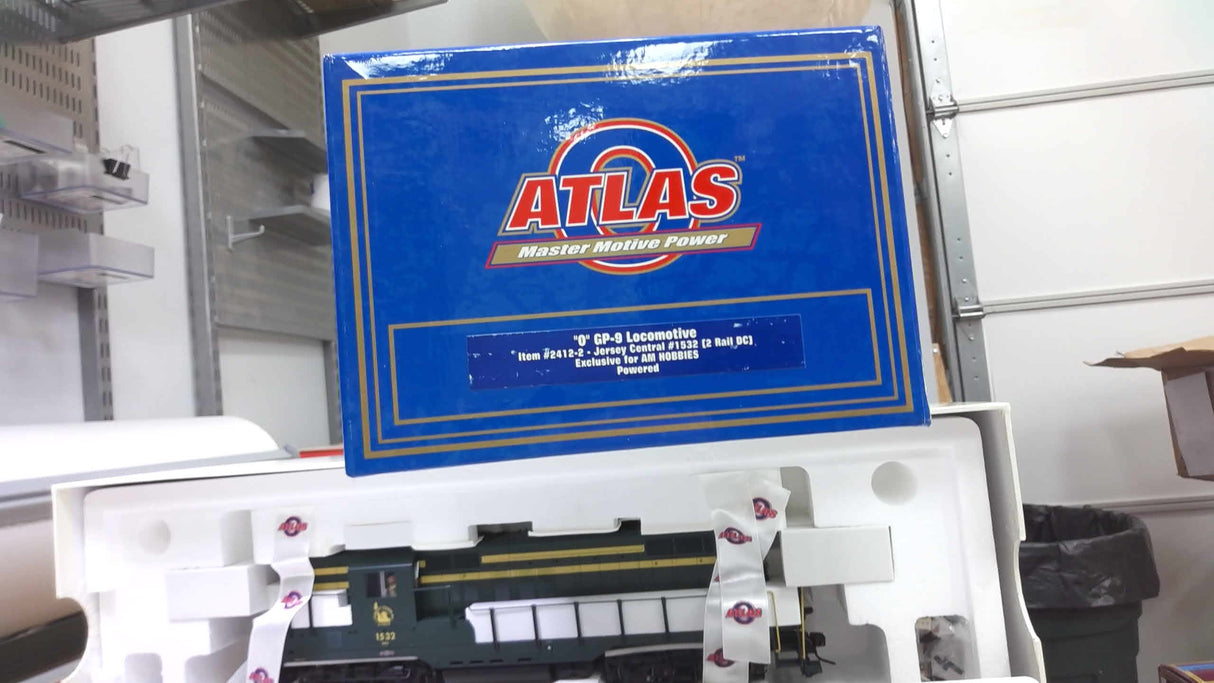 ATLAS™
Master Motive Power
"O" GP-9 Locomotive
Item #2412-2 - Jersey Central #1532 [2 Rail DC]
Exclusive for AM HOBBIES
Powered
ATLAS
ATLAS
ATLAS
1532